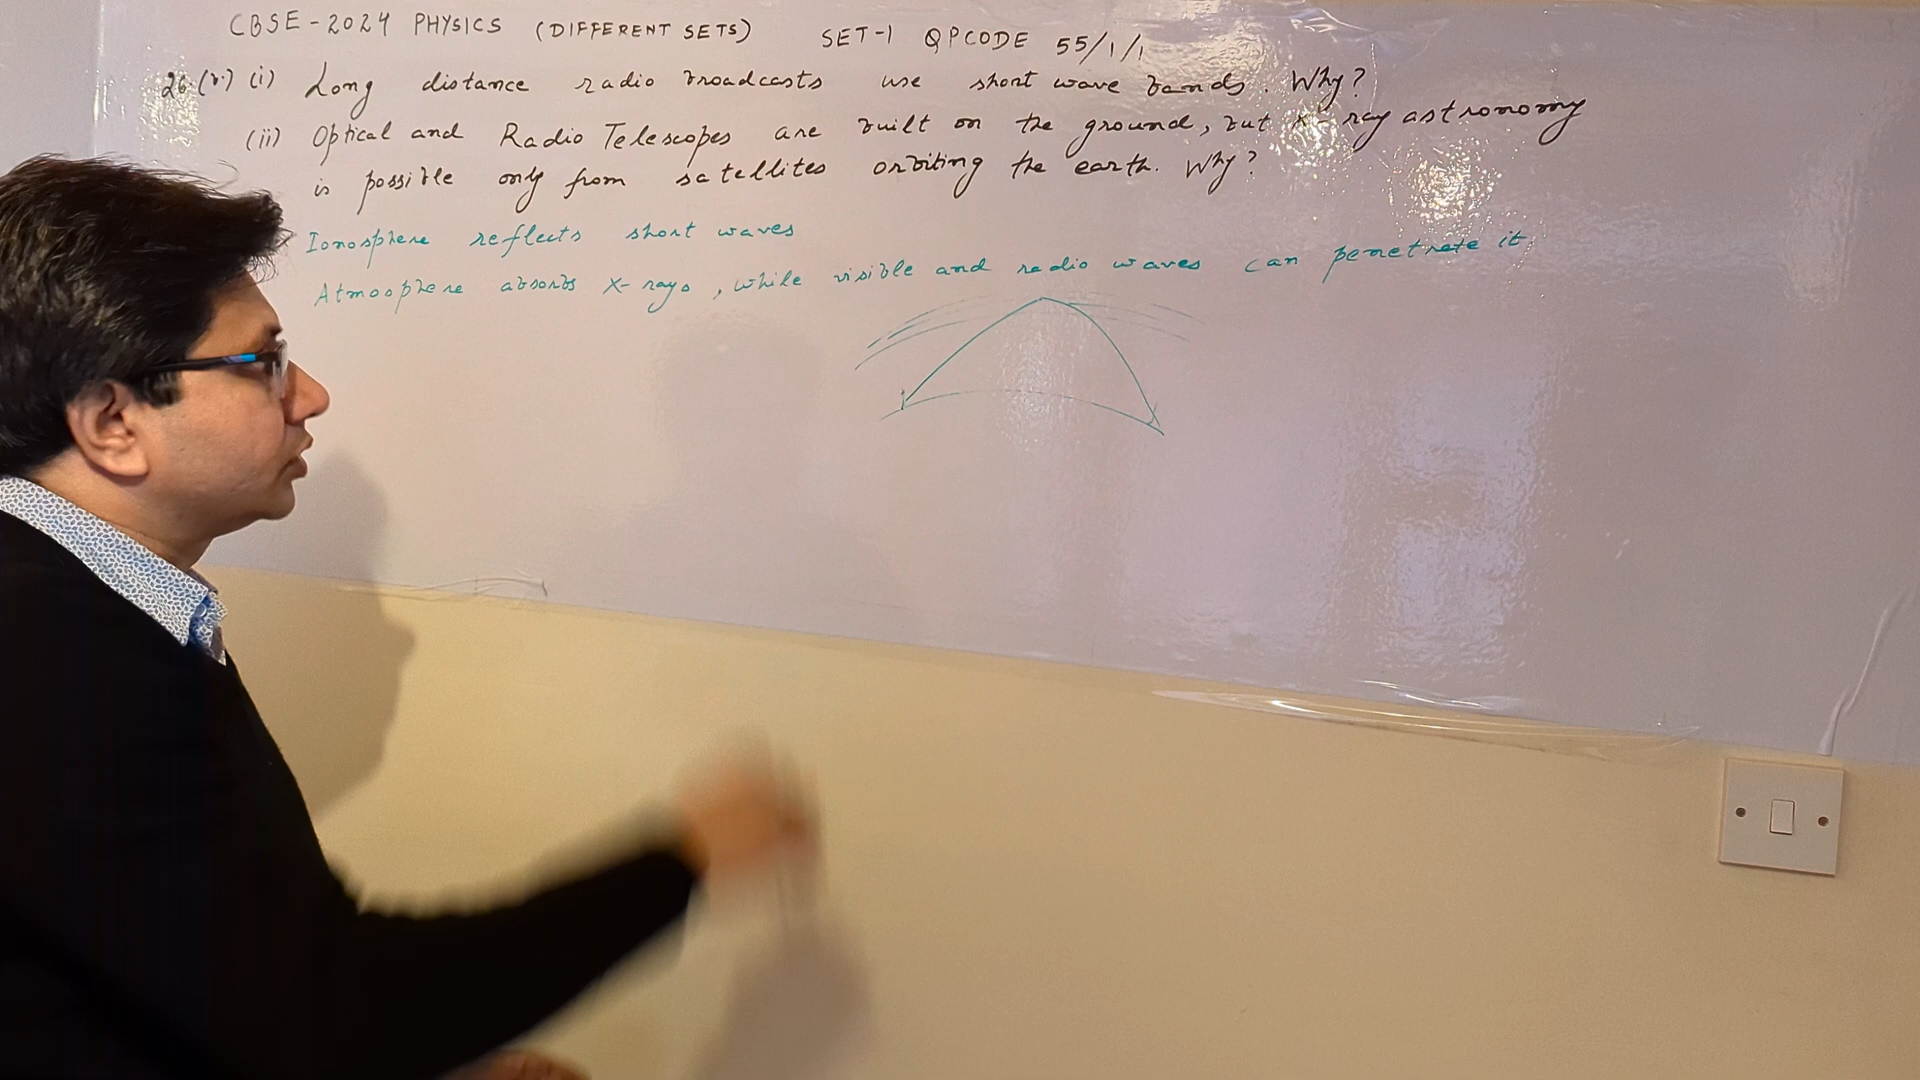 CBSE-2024 PHYSICS (DIFFERENT SETS) SET-1 QPCODE 55/1/1
26 (r) (i) Long distance radio broadcasts use short wave bands. Why?
(ii) Optical and Radio Telescopes are built on the ground, but X-ray astronomy
is possible only from satellites orbiting the earth. Why?
Ionosphere reflects short waves
Atmosphere absorbs X-rays, while visible and radio waves can penetrate it.